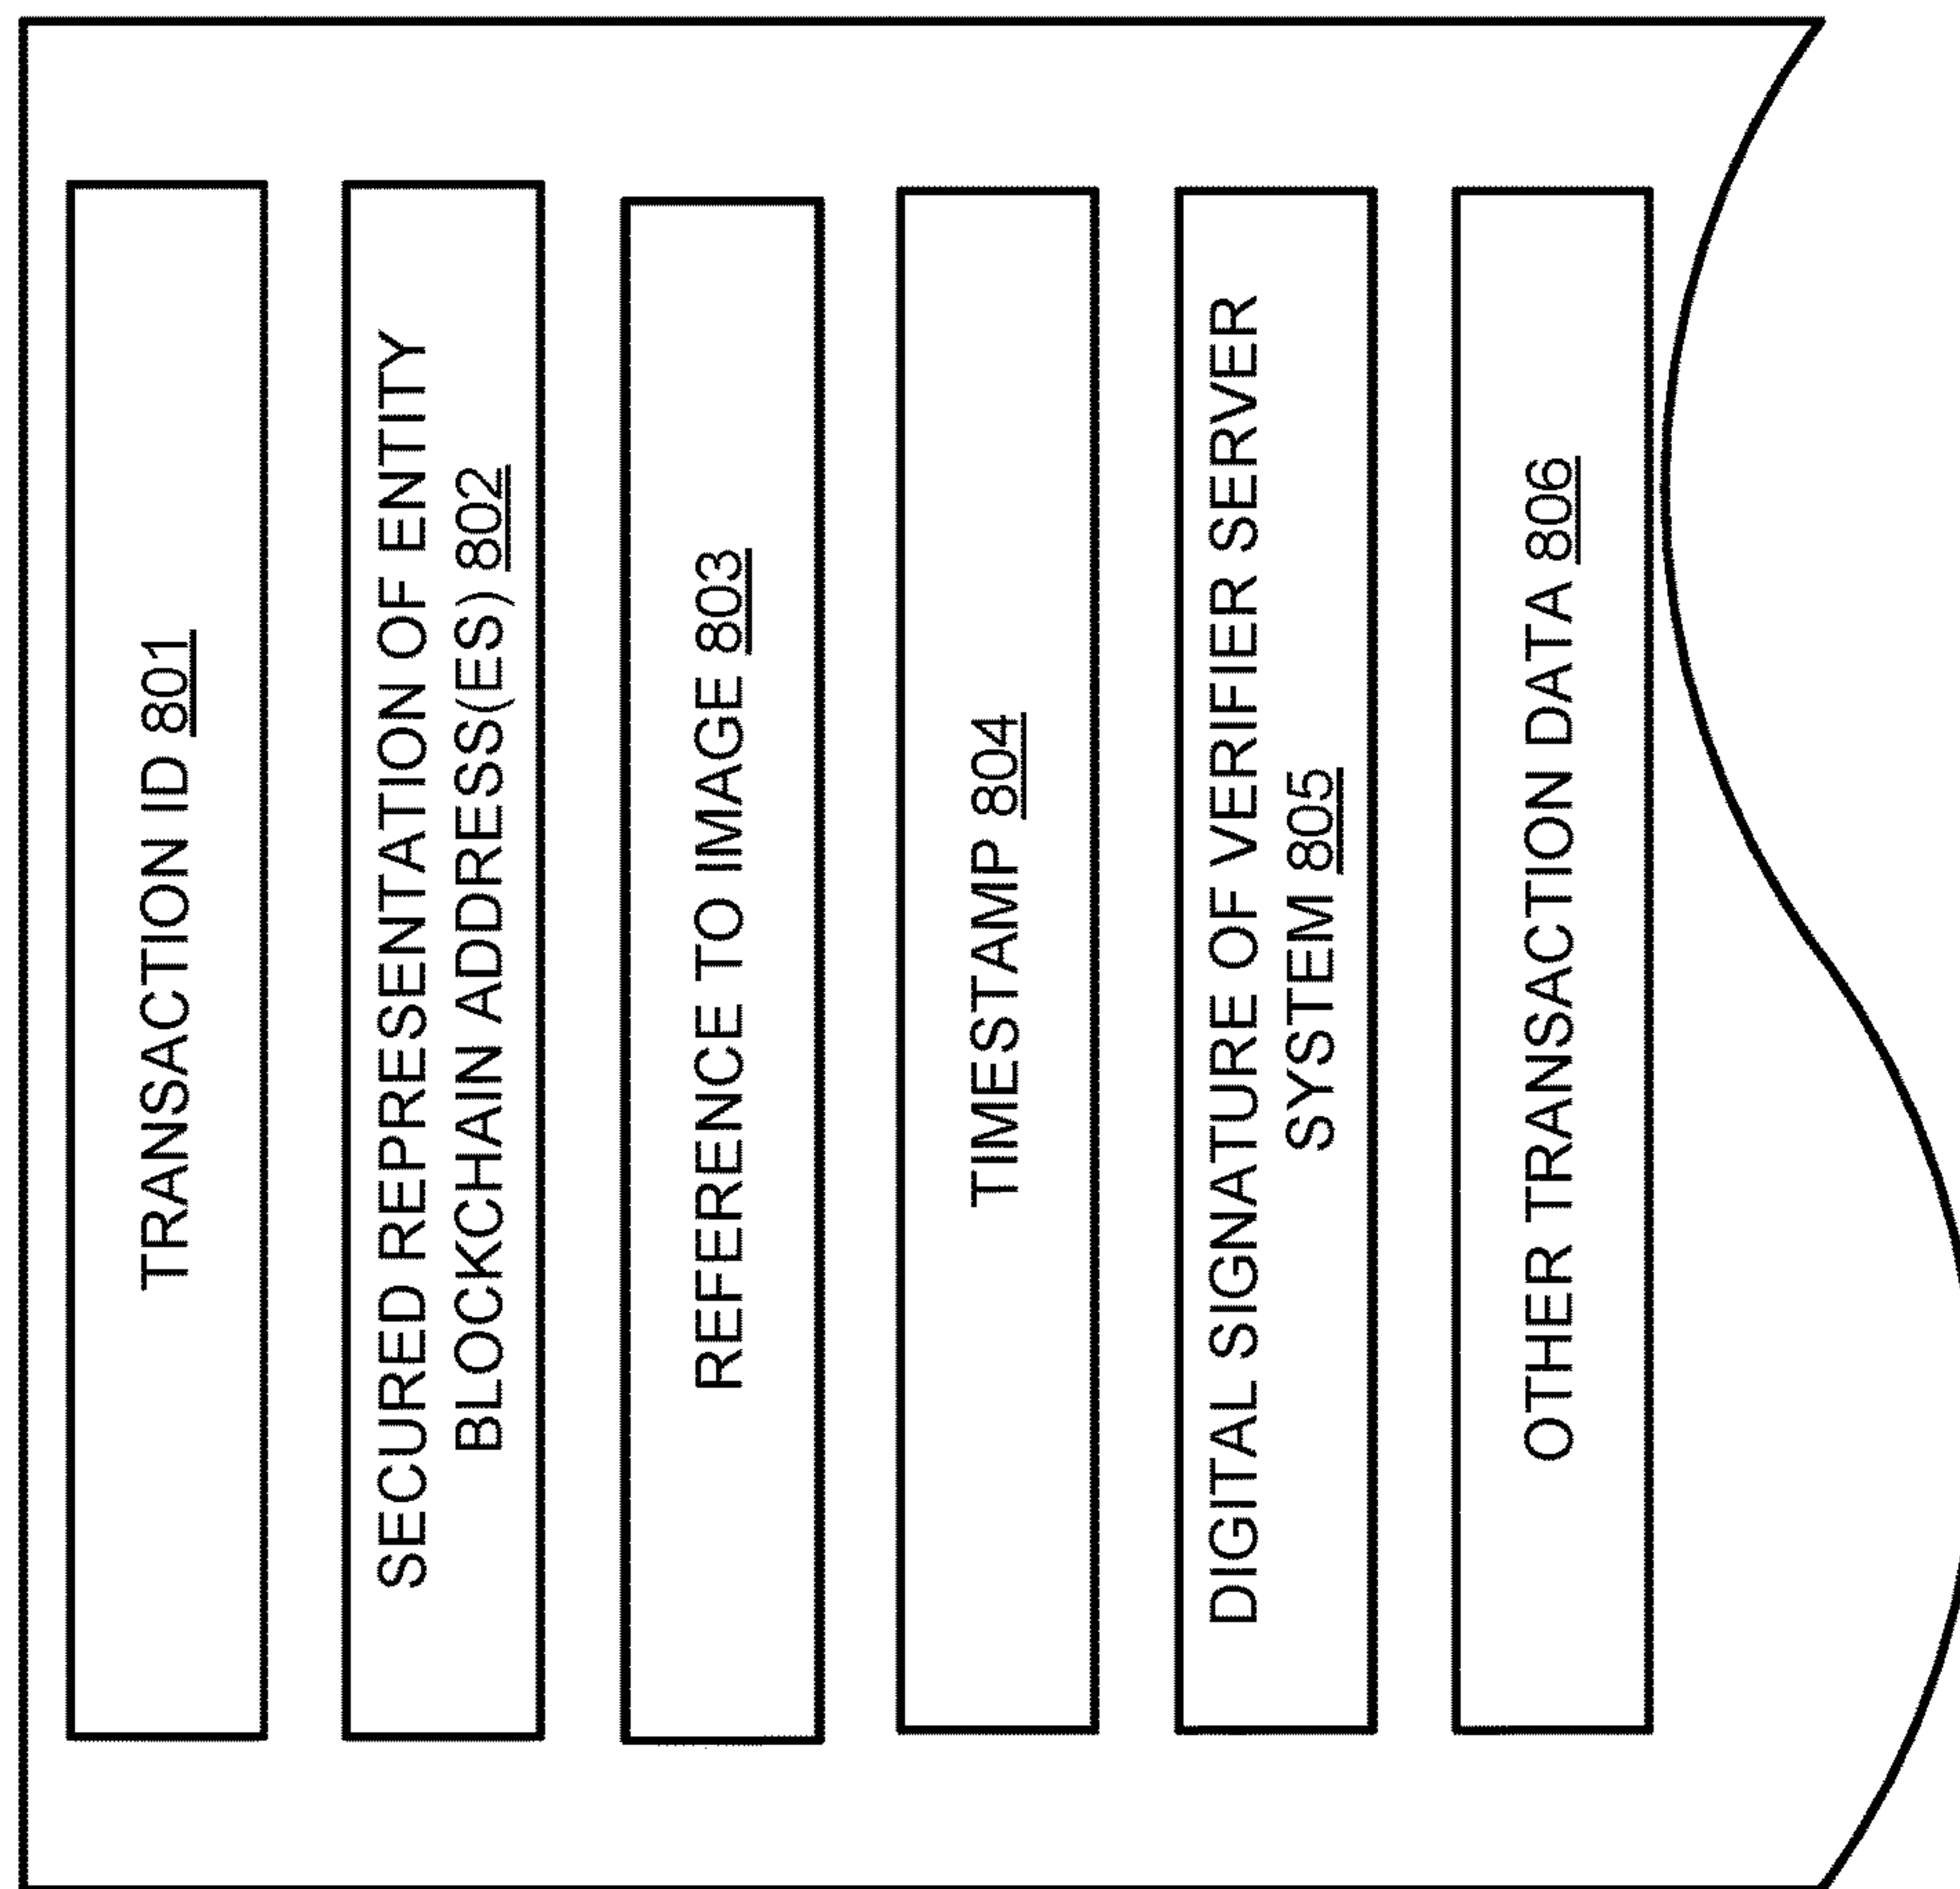 TRANSACTION ID 801
SECURED REPRESENTATION OF ENTITY
BLOCKCHAIN ADDRESS(ES) 802
REFERENCE TO IMAGE 803
TIMESTAMP 804
DIGITAL SIGNATURE OF VERIFIER SERVER
SYSTEM 805
OTHER TRANSACTION DATA 806